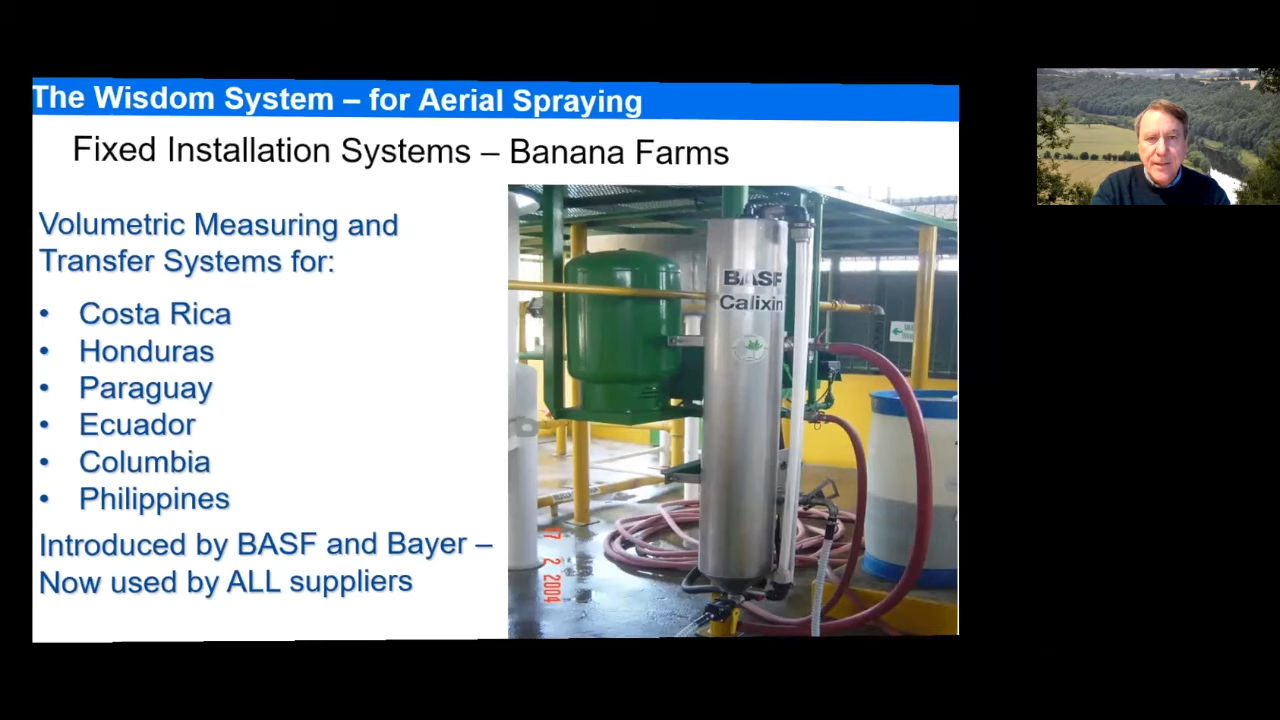 The Wisdom System – for Aerial Spraying
Fixed Installation Systems – Banana Farms
Volumetric Measuring and
Transfer Systems for:
• Costa Rica
• Honduras
• Paraguay
• Ecuador
• Columbia
• Philippines
Introduced by BASF and Bayer –
Now used by ALL suppliers
BASF
Calixin
17 2 2004